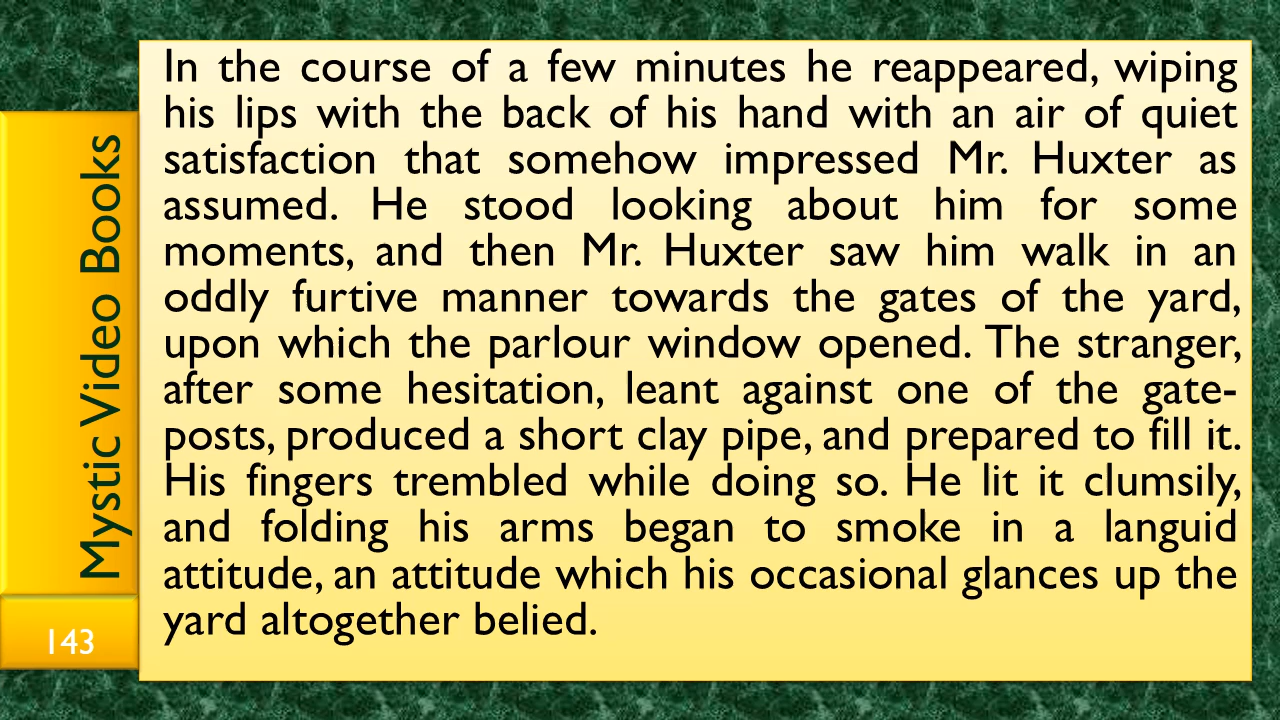 In the course of a few minutes he reappeared, wiping
his lips with the back of his hand with an air of quiet
satisfaction that somehow impressed Mr. Huxter as
assumed. He stood looking about him for some
moments, and then Mr. Huxter saw him walk in an
oddly furtive manner towards the gates of the yard,
upon which the parlour window opened. The stranger,
after some hesitation, leant against one of the gate-
posts, produced a short clay pipe, and prepared to fill it.
His fingers trembled while doing so. He lit it clumsily,
and folding his arms began to smoke in a languid
attitude, an attitude which his occasional glances up the
yard altogether belied.
Mystic Video Books
143